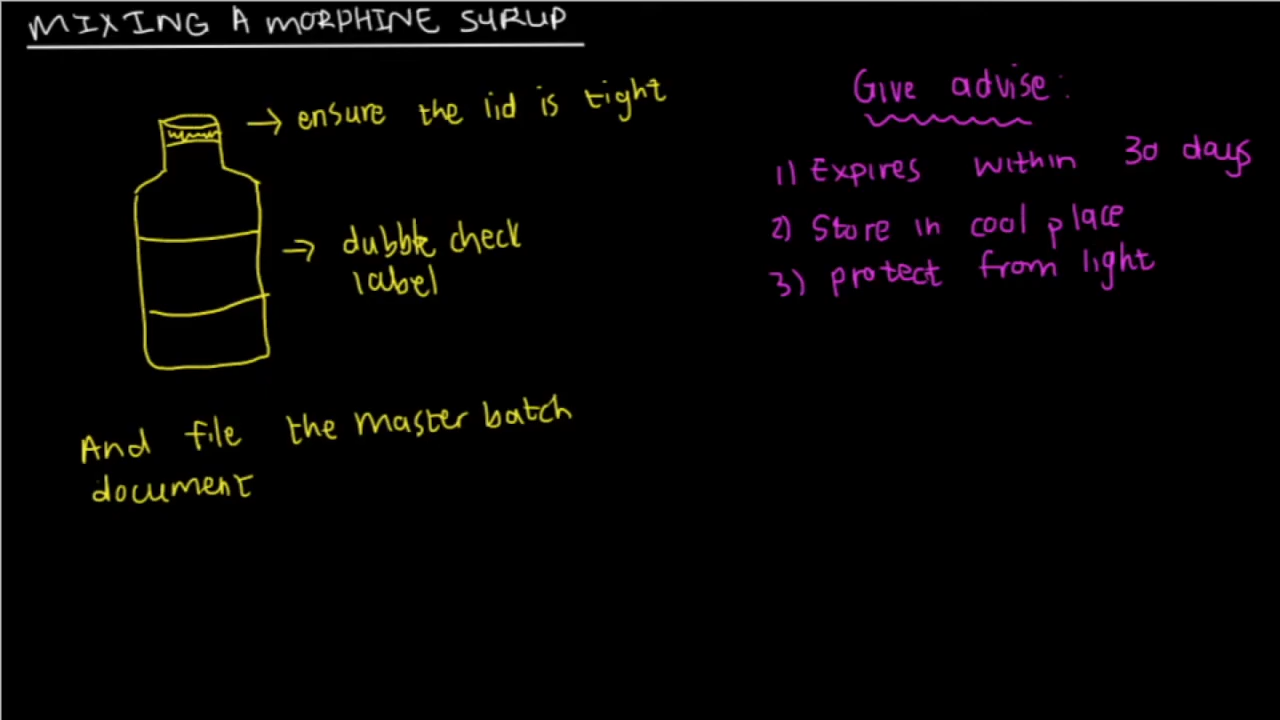 MIXING A MORPHINE SYRUP
ensure the lid is tight
dubble check
label
And file the master batch
document
Give advise:
1) Expires within 30 days
2) Store in cool place
3) protect from light